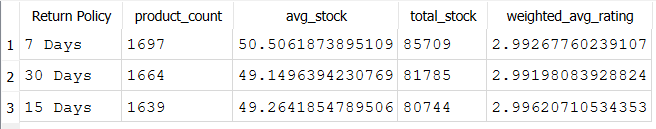 Return Policy product_count avg_stock total_stock weighted_avg_rating
1 7 Days 1697 50.5061873895109 85709 2.99267760239107
2 30 Days 1664 49.1496394230769 81785 2.99198083928824
3 15 Days 1639 49.2641854789506 80744 2.99620710534353